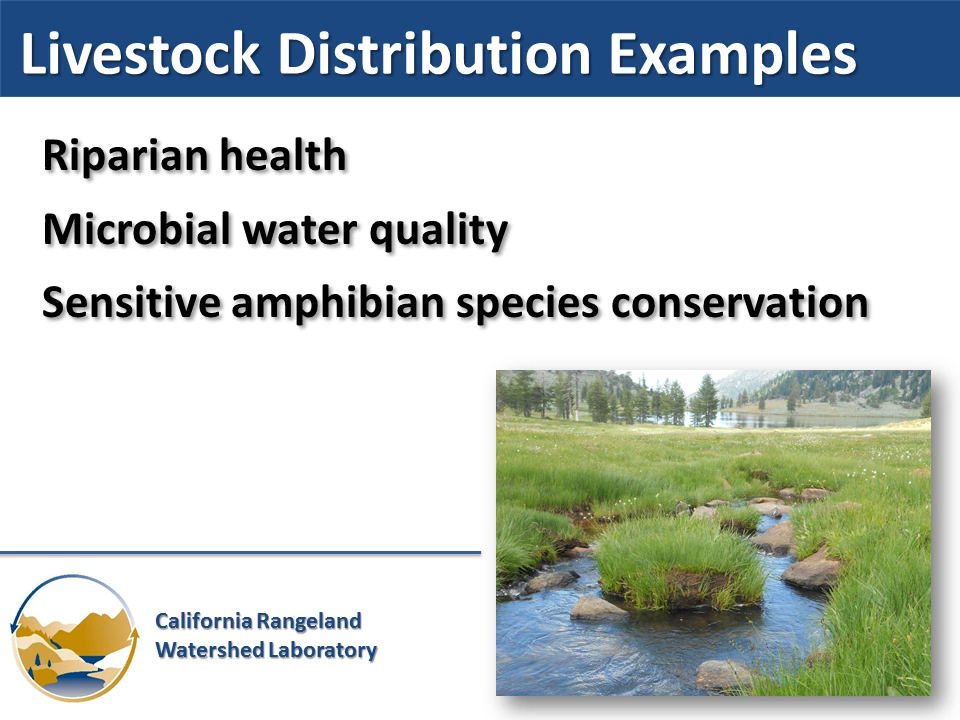 Livestock Distribution Examples
Riparian health
Microbial water quality
Sensitive amphibian species conservation
California Rangeland
Watershed Laboratory